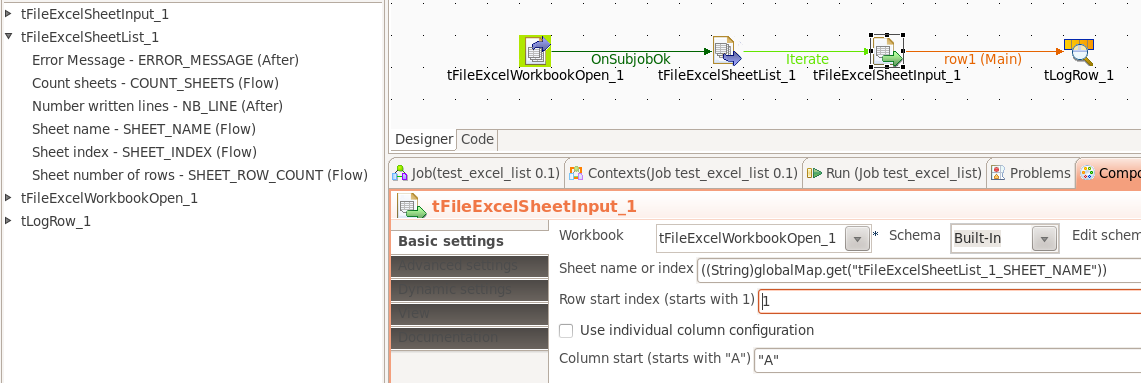 tFileExcelSheetInput_1
tFileExcelSheetList_1
Error Message - ERROR_MESSAGE (After)
Count sheets - COUNT_SHEETS (Flow)
Number written lines - NB_LINE (After)
Sheet name - SHEET_NAME (Flow)
Sheet index - SHEET_INDEX (Flow)
Sheet number of rows - SHEET_ROW_COUNT (Flow)
tFileExcelWorkbookOpen_1
tLogRow_1
OnSubjobOk
Iterate
row1 (Main)
tFileExcelWorkbookOpen_1
tFileExcelSheetList_1
tFileExcelSheetInput_1
tLogRow_1
Designer Code
Job(test_excel_list 0.1) Contexts(Job test_excel_list 0.1) Run (Job test_excel_list) Problems Compo
tFileExcelSheetInput_1
Basic settings
Advanced settings
Dynamic settings
View
Documentation
Workbook tFileExcelWorkbookOpen_1 * Schema Built-In Edit schem
Sheet name or index ((String)globalMap.get("tFileExcelSheetList_1_SHEET_NAME"))
Row start index (starts with 1) 1
Use individual column configuration
Column start (starts with "A") "A"